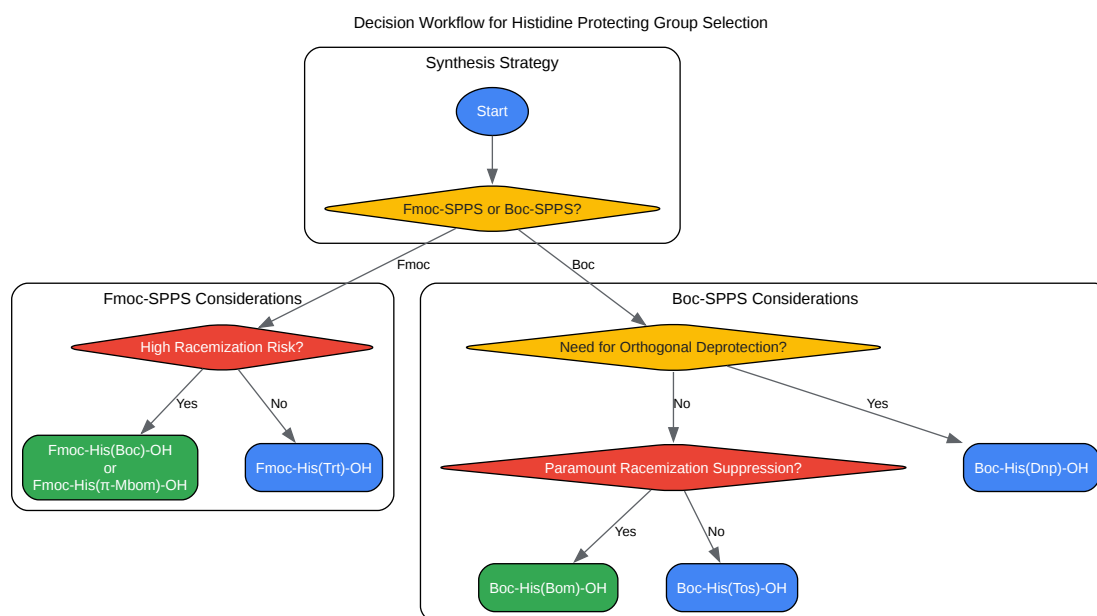 Decision Workflow for Histidine Protecting Group Selection
Synthesis Strategy
Start
Fmoc-SPPS or Boc-SPPS?
Fmoc
Boc
Fmoc-SPPS Considerations
High Racemization Risk?
Yes
No
Fmoc-His(Boc)-OH
or
Fmoc-His(π-Mbom)-OH
Fmoc-His(Trt)-OH
Boc-SPPS Considerations
Need for Orthogonal Deprotection?
No
Yes
Paramount Racemization Suppression?
Boc-His(Dnp)-OH
Yes
No
Boc-His(Bom)-OH
Boc-His(Tos)-OH